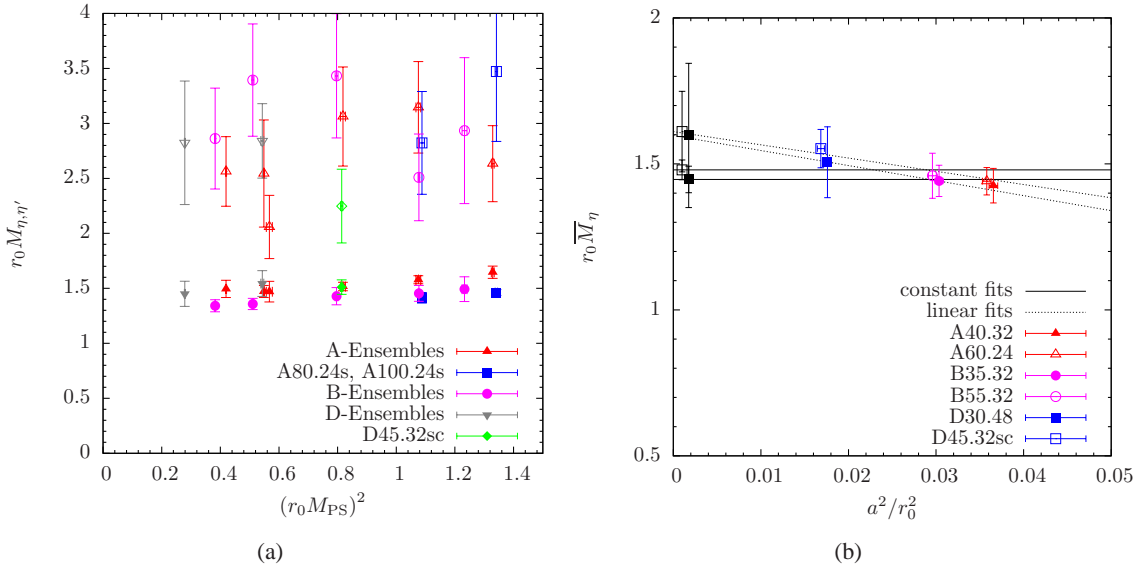 4
3.5
3
2.5
2
1.5
1
0.5
0
0 0.2 0.4 0.6 0.8 1 1.2 1.4
r₀M_{η,η′}
(r₀M_PS)²
A-Ensembles
A80.24s, A100.24s
B-Ensembles
D-Ensembles
D45.32sc
(a)
2
1.5
1
0.5
0 0.01 0.02 0.03 0.04 0.05
r₀M̅_η
a²/r₀²
constant fits
linear fits
A40.32
A60.24
B35.32
B55.32
D30.48
D45.32sc
(b)